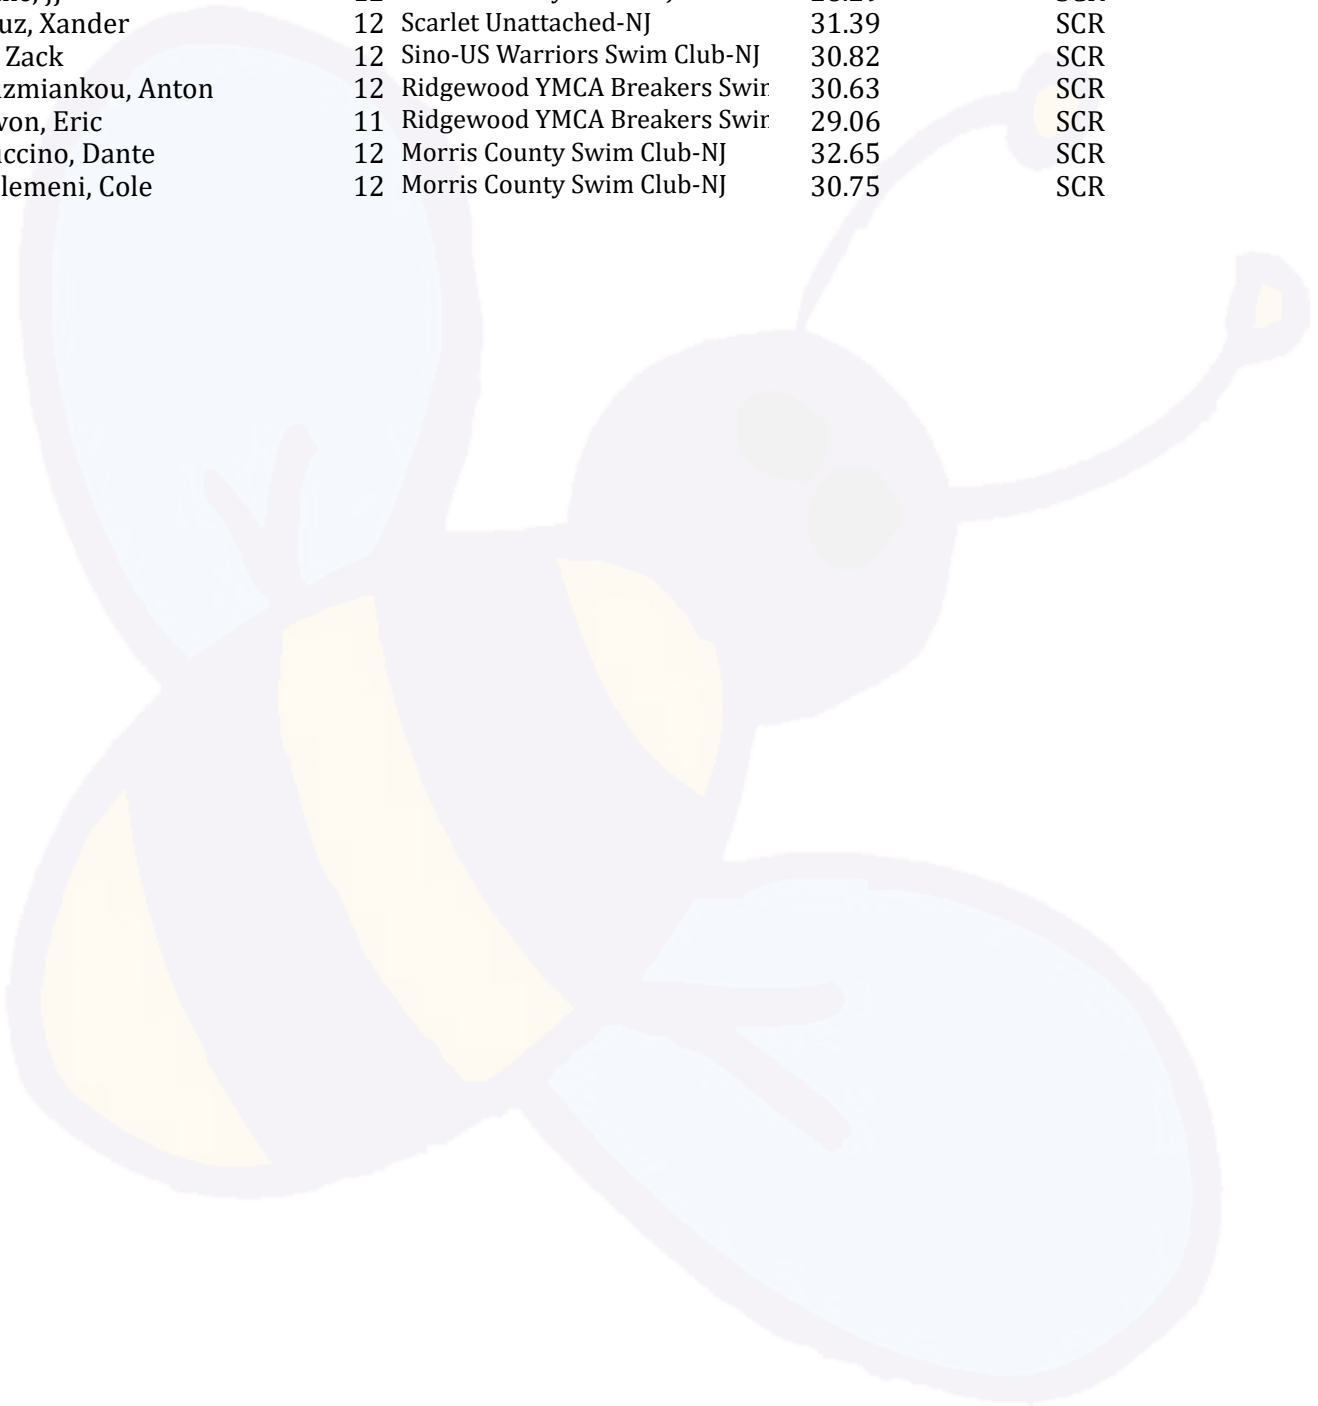 uz, Xander 12 Scarlet Unattached-NJ 31.39 SCR
Zack 12 Sino-US Warriors Swim Club-NJ 30.82 SCR
zmiankou, Anton 12 Ridgewood YMCA Breakers Swin 30.63 SCR
von, Eric 11 Ridgewood YMCA Breakers Swin 29.06 SCR
ccino, Dante 12 Morris County Swim Club-NJ 32.65 SCR
lemeni, Cole 12 Morris County Swim Club-NJ 30.75 SCR